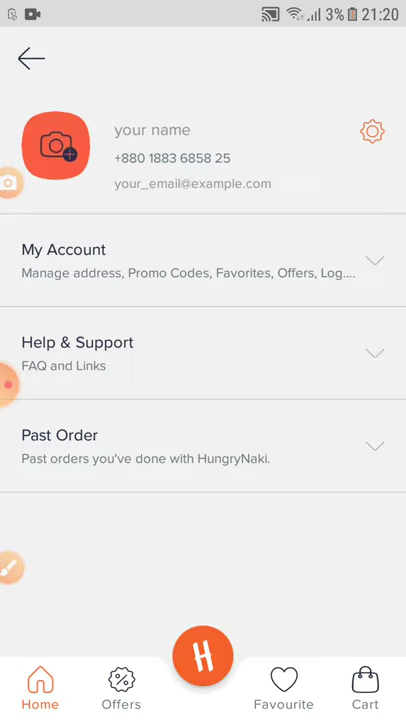 3% 21:20
your name
+880 1883 6858 25
your_email@example.com
My Account
Manage address, Promo Codes, Favorites, Offers, Log....
Help & Support
FAQ and Links
Past Order
Past orders you've done with HungryNaki.
H
Home Offers Favourite Cart